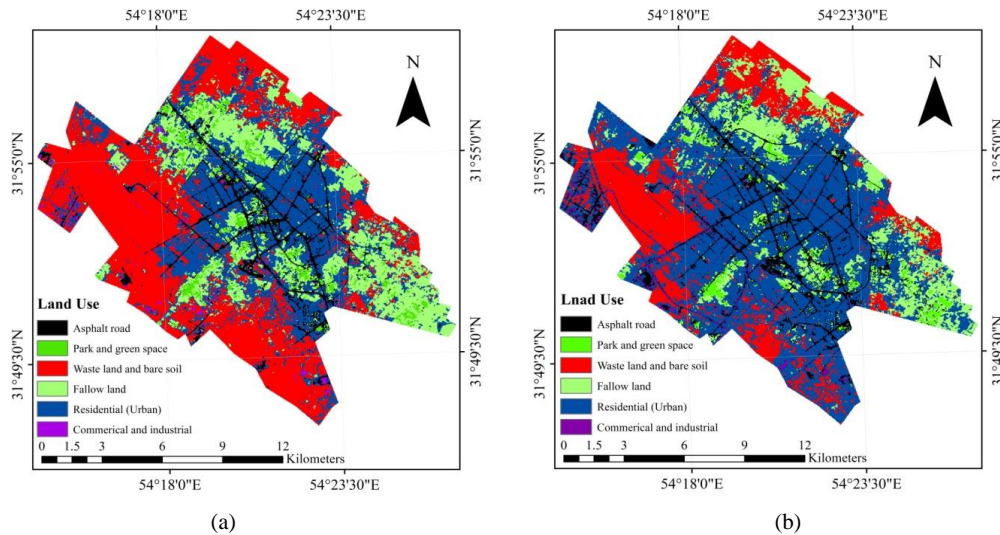 54°18'0"E 54°23'30"E
N
31°55'0"N 31°55'0"N
31°49'30"N 31°49'30"N
Land Use
Asphalt road
Park and green space
Waste land and bare soil
Fallow land
Residential (Urban)
Commerical and industrial
0 1.5 3 6 9 12
Kilometers
54°18'0"E 54°23'30"E
(a)
54°18'0"E 54°23'30"E
N
31°55'0"N 31°55'0"N
31°49'30"N 31°49'30"N
Lnad Use
Asphalt road
Park and green space
Waste land and bare soil
Fallow land
Residential (Urban)
Commerical and industrial
0 1.5 3 6 9 12
Kilometers
54°18'0"E 54°23'30"E
(b)